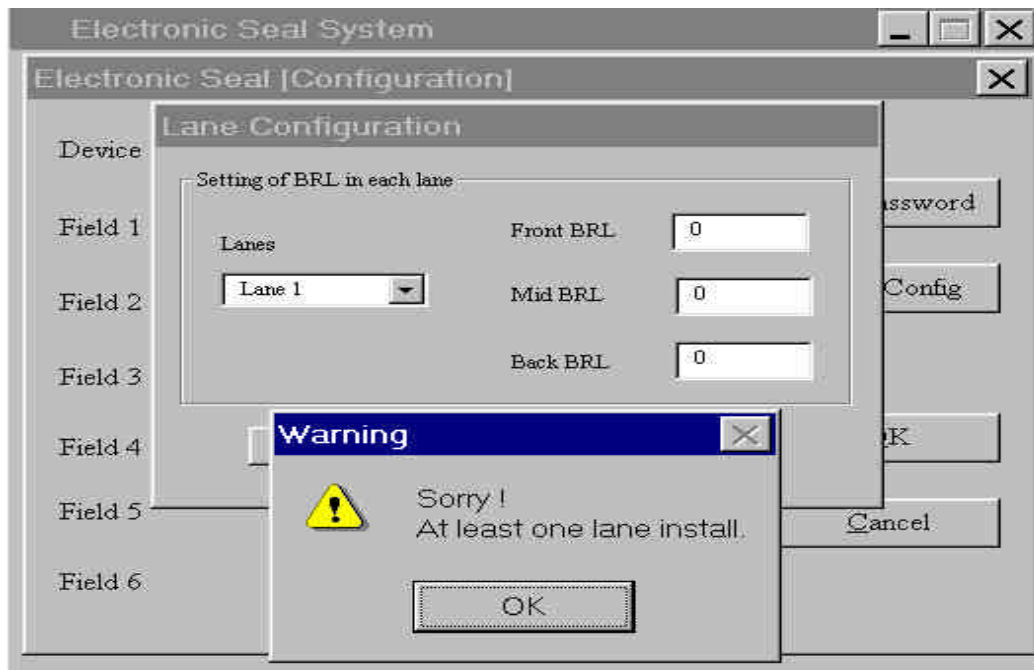 Electronic Seal System
Electronic Seal [Configuration]
Lane Configuration
Device
Setting of BRL in each lane
Field 1
Lanes
Front BRL 0
Lane 1
Mid BRL 0
Config
Field 2
Back BRL 0
Field 3
Field 4
Warning
Field 5
Sorry !
At least one lane install.
Cancel
Field 6
OK